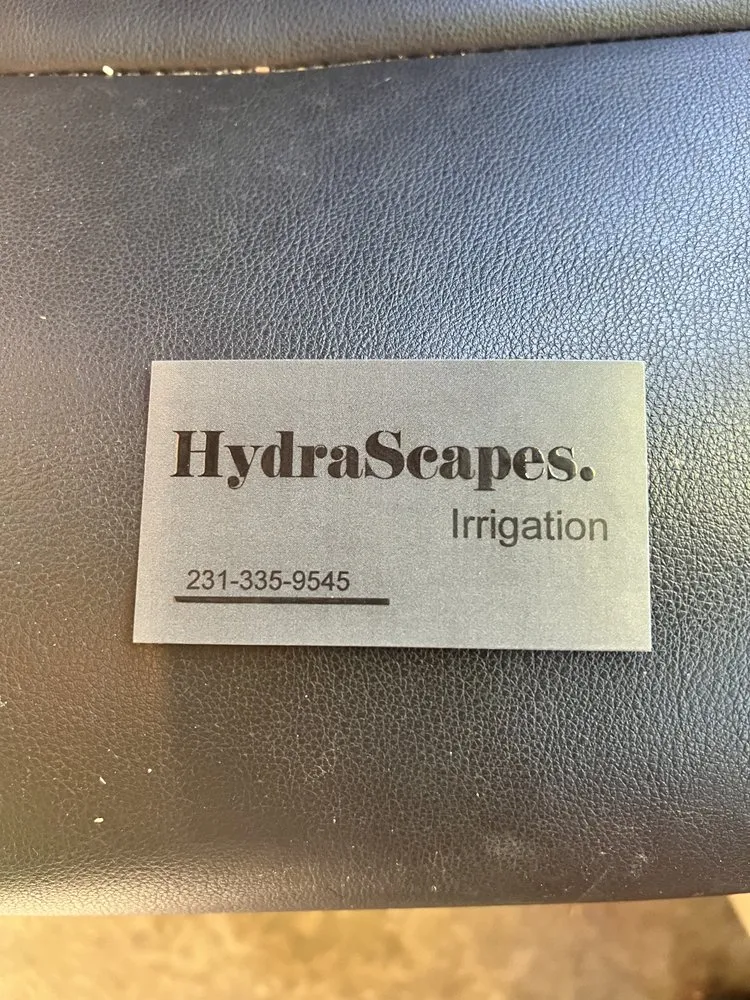 HydraScapes.
Irrigation
231-335-9545